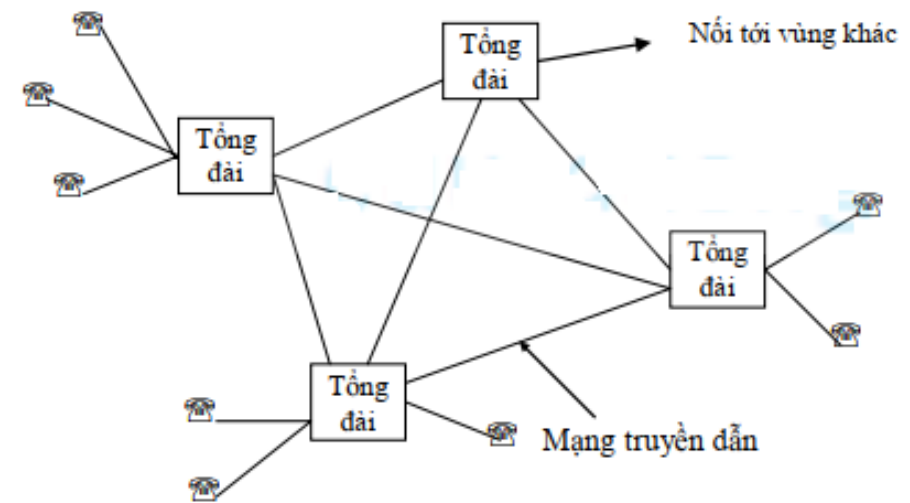 Tổng
đài
Nối tới vùng khác
Tổng
đài
Tổng
đài
Tổng
đài
Mạng truyền dẫn